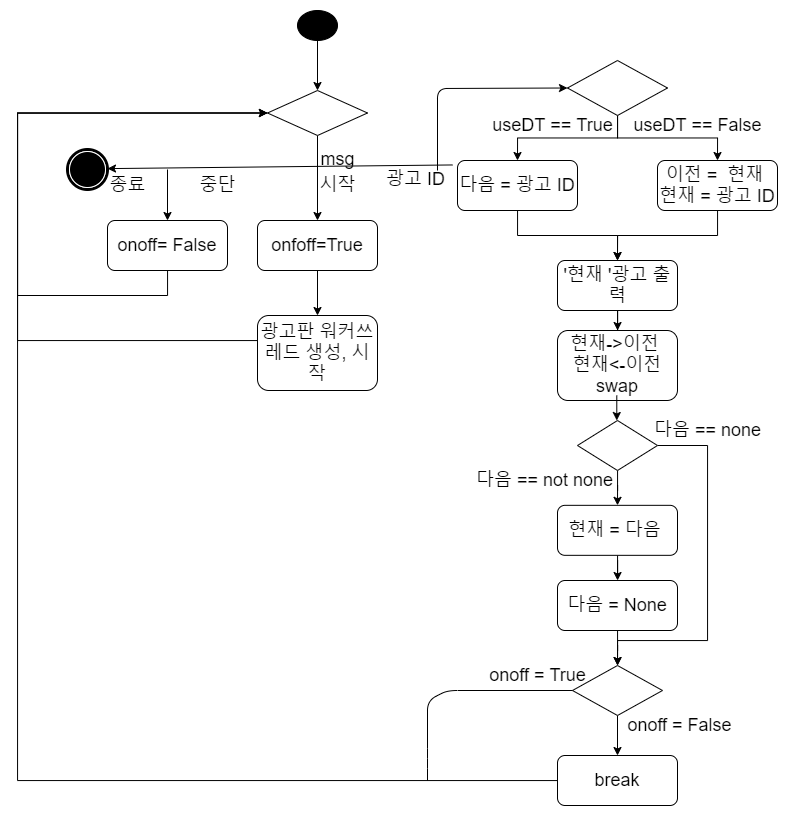 msg
종료
중단
시작
광고 ID
onoff= False
onfoff=True
광고판 워커쓰
레드 생성, 시
작
useDT == True
useDT == False
다음 = 광고 ID
이전 = 현재
현재 = 광고 ID
'현재 '광고 출
력
현재->이전
현재<-이전
swap
다음 == none
다음 == not none
현재 = 다음
다음 = None
onoff = True
onoff = False
break